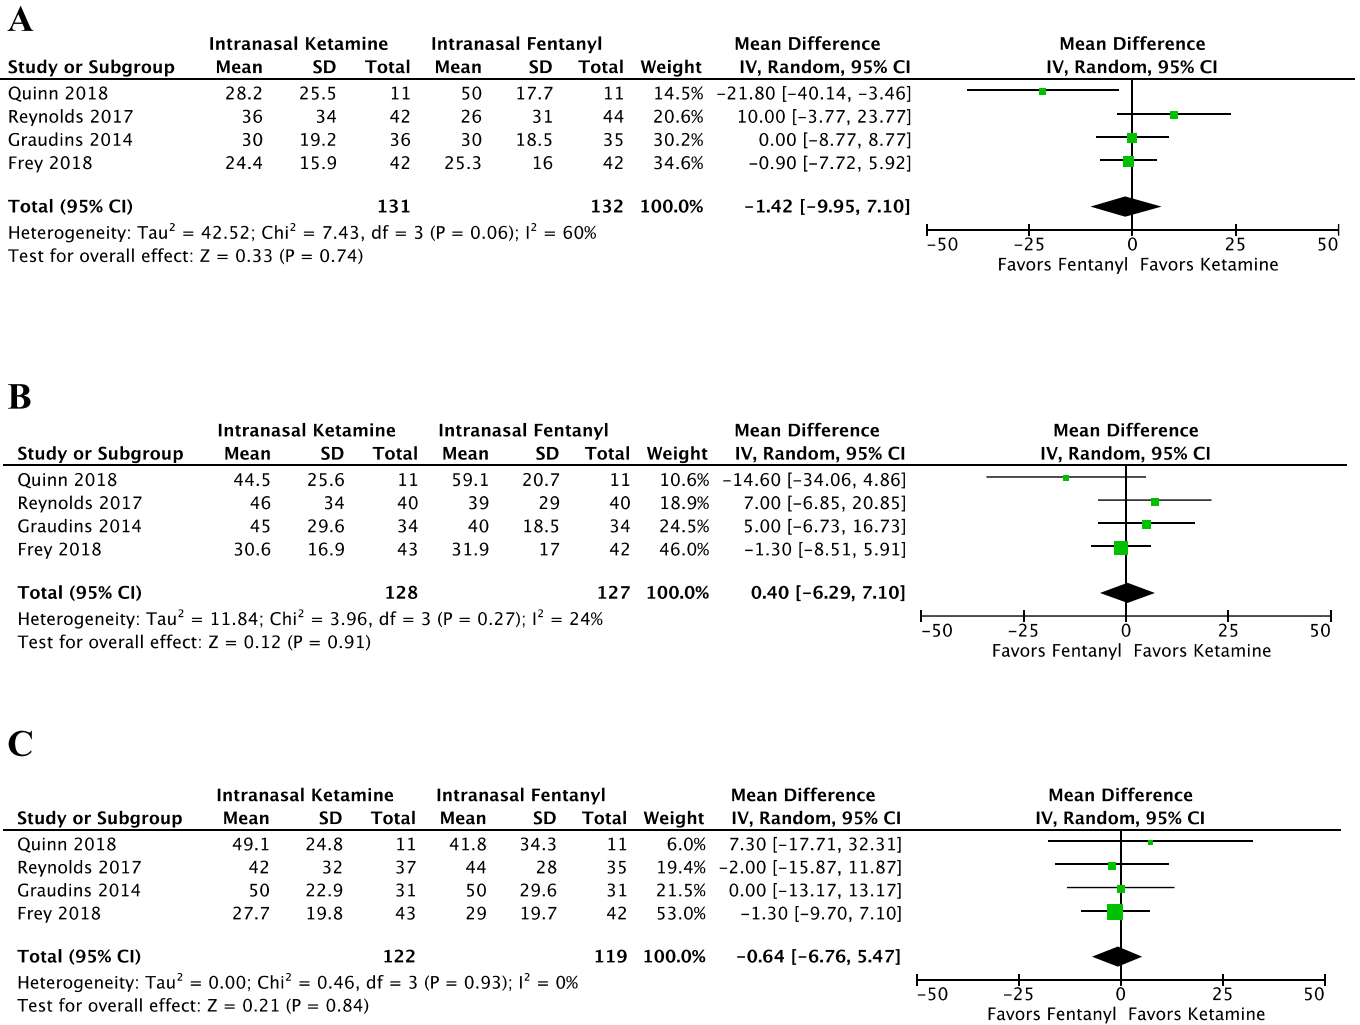 A
Intranasal Ketamine Intranasal Fentanyl Mean Difference Mean Difference
Study or Subgroup Mean SD Total Mean SD Total Weight IV, Random, 95% CI IV, Random, 95% CI
Quinn 2018 28.2 25.5 11 50 17.7 11 14.5% −21.80 [−40.14, −3.46]
Reynolds 2017 36 34 42 26 31 44 20.6% 10.00 [−3.77, 23.77]
Graudins 2014 30 19.2 36 30 18.5 35 30.2% 0.00 [−8.77, 8.77]
Frey 2018 24.4 15.9 42 25.3 16 42 34.6% −0.90 [−7.72, 5.92]
Total (95% CI) 131 132 100.0% −1.42 [−9.95, 7.10]
Heterogeneity: Tau² = 42.52; Chi² = 7.43, df = 3 (P = 0.06); I² = 60%
Test for overall effect: Z = 0.33 (P = 0.74)
−50 −25 0 25 50
Favors Fentanyl Favors Ketamine
B
Intranasal Ketamine Intranasal Fentanyl Mean Difference Mean Difference
Study or Subgroup Mean SD Total Mean SD Total Weight IV, Random, 95% CI IV, Random, 95% CI
Quinn 2018 44.5 25.6 11 59.1 20.7 11 10.6% −14.60 [−34.06, 4.86]
Reynolds 2017 46 34 40 39 29 40 18.9% 7.00 [−6.85, 20.85]
Graudins 2014 45 29.6 34 40 18.5 34 24.5% 5.00 [−6.73, 16.73]
Frey 2018 30.6 16.9 43 31.9 17 42 46.0% −1.30 [−8.51, 5.91]
Total (95% CI) 128 127 100.0% 0.40 [−6.29, 7.10]
Heterogeneity: Tau² = 11.84; Chi² = 3.96, df = 3 (P = 0.27); I² = 24%
Test for overall effect: Z = 0.12 (P = 0.91)
−50 −25 0 25 50
Favors Fentanyl Favors Ketamine
C
Intranasal Ketamine Intranasal Fentanyl Mean Difference Mean Difference
Study or Subgroup Mean SD Total Mean SD Total Weight IV, Random, 95% CI IV, Random, 95% CI
Quinn 2018 49.1 24.8 11 41.8 34.3 11 6.0% 7.30 [−17.71, 32.31]
Reynolds 2017 42 32 37 44 28 35 19.4% −2.00 [−15.87, 11.87]
Graudins 2014 50 22.9 31 50 29.6 31 21.5% 0.00 [−13.17, 13.17]
Frey 2018 27.7 19.8 43 29 19.7 42 53.0% −1.30 [−9.70, 7.10]
Total (95% CI) 122 119 100.0% −0.64 [−6.76, 5.47]
Heterogeneity: Tau² = 0.00; Chi² = 0.46, df = 3 (P = 0.93); I² = 0%
Test for overall effect: Z = 0.21 (P = 0.84)
−50 −25 0 25 50
Favors Fentanyl Favors Ketamine